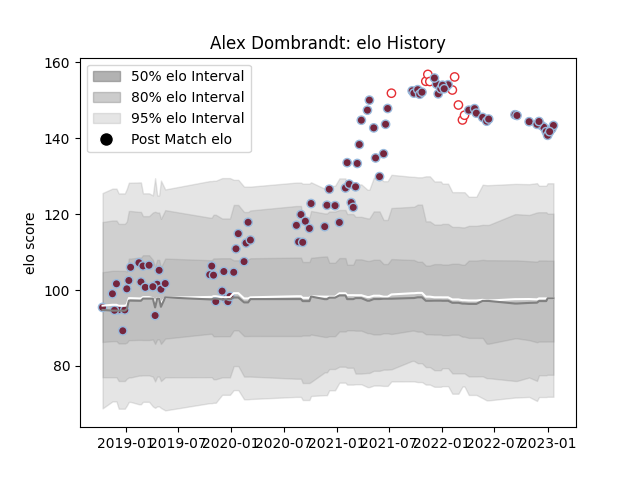 Alex Dombrandt: elo History
160
140
120
100
80
elo score
50% elo Interval
80% elo Interval
95% elo Interval
Post Match elo
2019-01 2019-07 2020-01 2020-07 2021-01 2021-07 2022-01 2022-07 2023-01